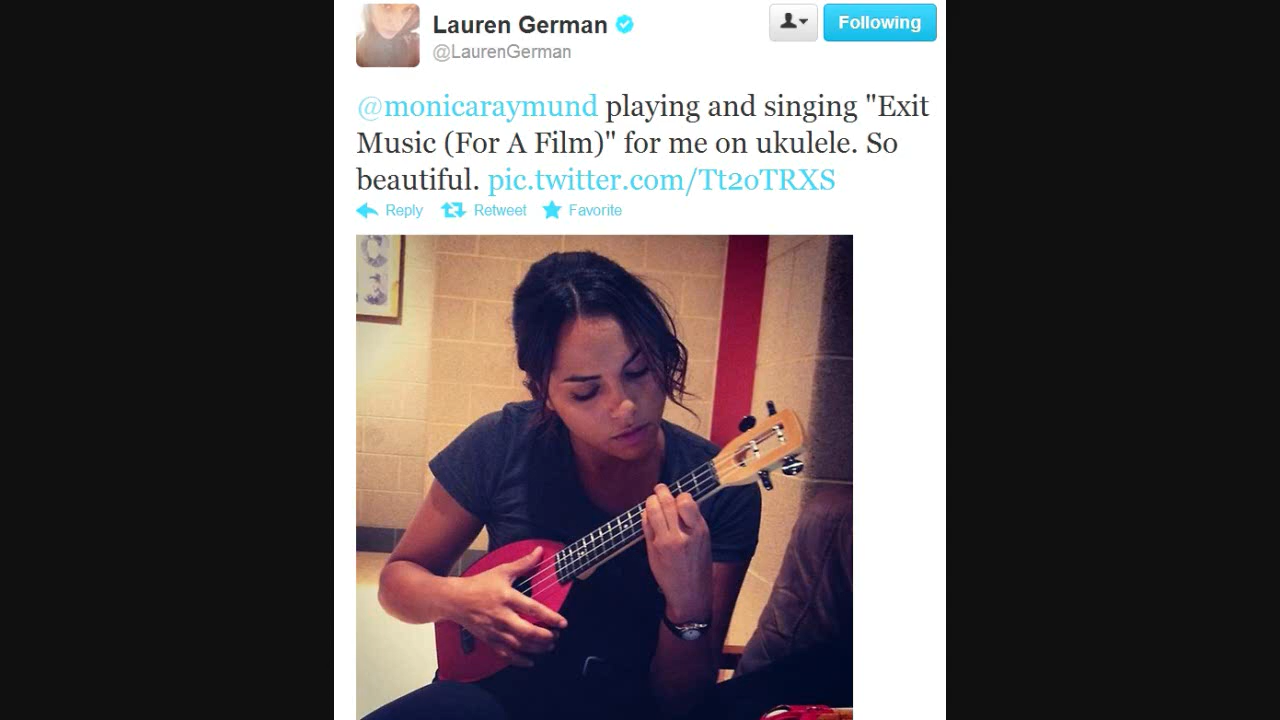 Lauren German
Following
@LaurenGerman
@monicaraymund playing and singing "Exit
Music (For A Film)" for me on ukulele. So
beautiful. pic.twitter.com/Tt2oTRXS
Reply Retweet Favorite